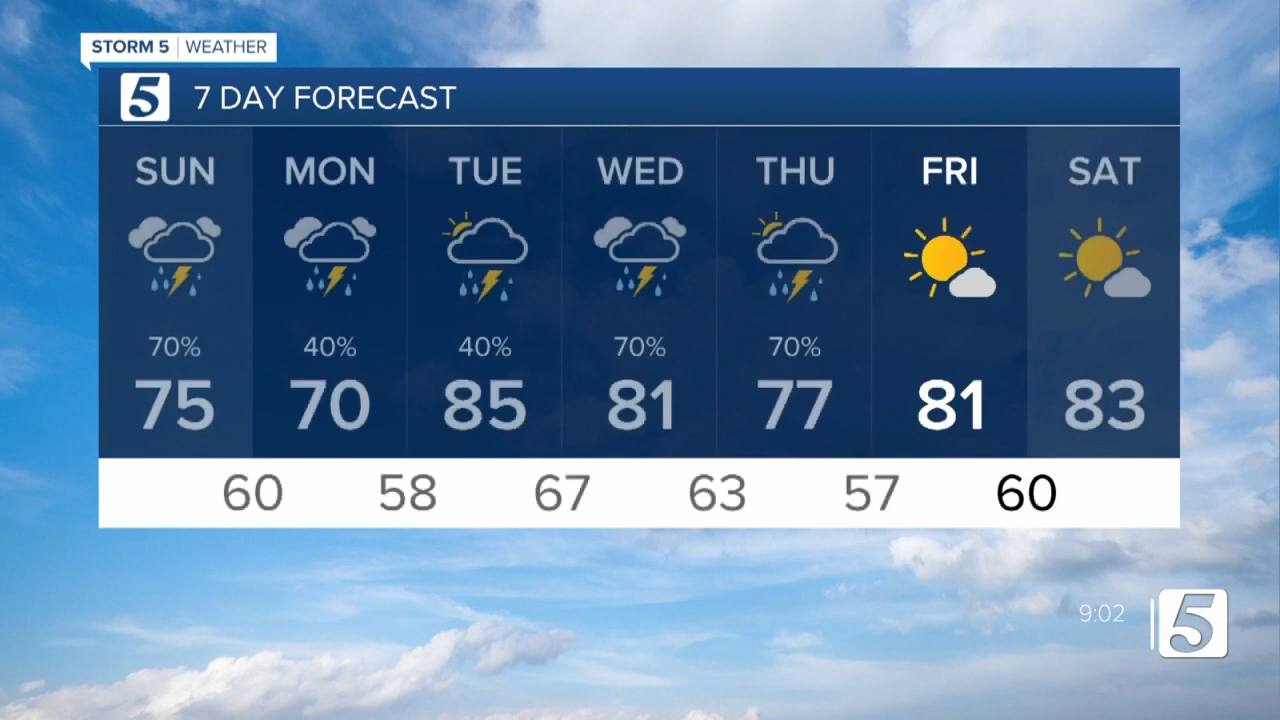 STORM 5 | WEATHER
5 7 DAY FORECAST
SUN MON TUE WED THU FRI SAT
70% 40% 40% 70% 70%
75 70 85 81 77 81 83
60 58 67 63 57 60
9:02 5